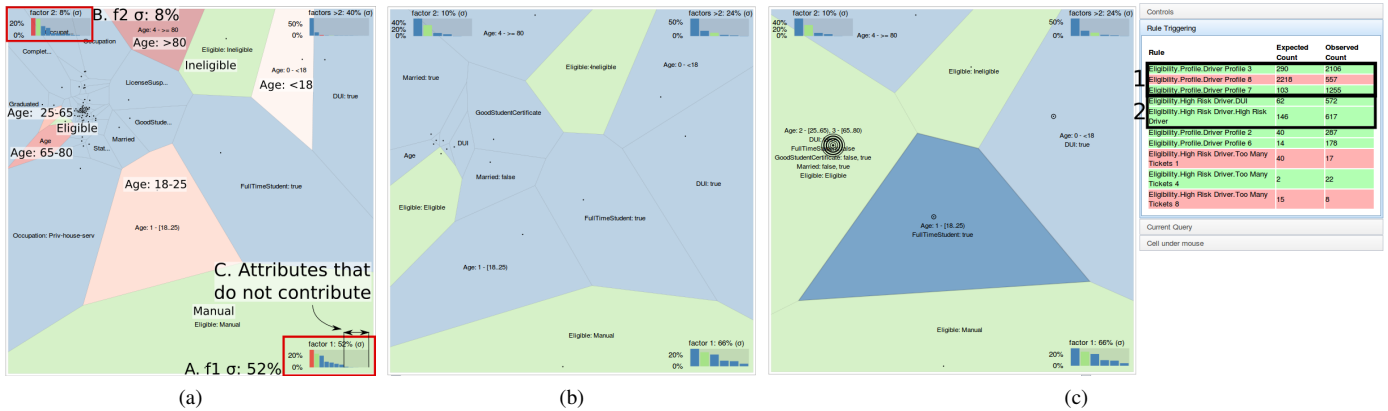 factor 2: 8% (σ)
B. f2 σ: 8%
factors >2: 40% (σ)
20%
0%
Occupat...
Occupation
Age: 4 - >= 80
Age: >80
50%
0%
Complet...
Eligible: Ineligible
Ineligible
LicenseSusp...
Age: 0 - <18
Age: <18
DUI: true
Graduated
Age: 25-65
Eligible
GoodStude...
Married
Age
Age: 65-80
Stat...
Age: 18-25
FullTimeStudent: true
Age: 1 - [18..25)
Occupation: Priv-house-serv
C. Attributes that
do not contribute
Manual
Eligible: Manual
factor 1: 52% (σ)
20%
0%
A. f1 σ: 52%
(a)
factor 2: 10% (σ)
factors >2: 24% (σ)
40%
20%
0%
Age: 4 - >= 80
50%
0%
Married: true
Eligible: Ineligible
Age: 0 - <18
GoodStudentCertificate
Age
DUI
Married: false
DUI: true
Eligible: Eligible
FullTimeStudent: true
Age: 1 - [18..25)
Eligible: Manual
factor 1: 66% (σ)
20%
0%
(b)
factor 2: 10% (σ)
factors >2: 24% (σ)
40%
20%
0%
Age: 4 - >= 80
50%
0%
Eligible: Ineligible
Age: 2 - [25..65), 3 - [65..80)
DUI:
FullTimeStudent: false
GoodStudentCertificate: false, true
Married: false, true
Eligible: Eligible
Age: 0 - <18
DUI: true
Age: 1 - [18..25)
FullTimeStudent: true
Eligible: Manual
factor 1: 66% (σ)
20%
0%
(c)
Controls
Rule Triggering
Rule Expected Count Observed Count
1
Eligibility.Profile.Driver Profile 3 290 2106
Eligibility.Profile.Driver Profile 8 2218 557
Eligibility.Profile.Driver Profile 7 103 1255
2
Eligibility.High Risk Driver.DUI 62 572
Eligibility.High Risk Driver.High Risk Driver 146 617
Eligibility.Profile.Driver Profile 2 40 287
Eligibility.Profile.Driver Profile 6 14 178
Eligibility.High Risk Driver.Too Many Tickets 1 40 17
Eligibility.High Risk Driver.Too Many Tickets 4 2 22
Eligibility.High Risk Driver.Too Many Tickets 8 15 8
Current Query
Cell under mouse